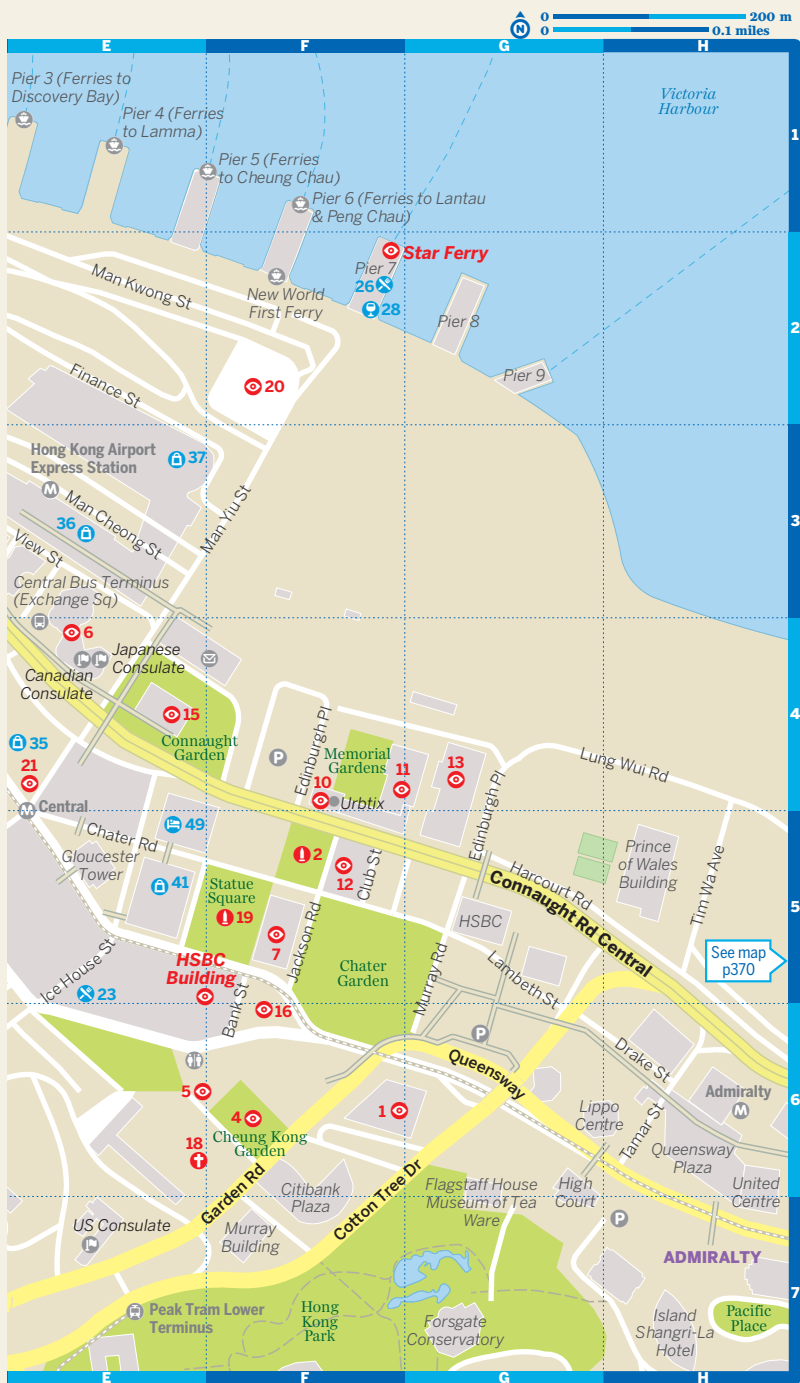 0 200 m
N 0 0.1 miles
E F G H
Pier 3 (Ferries to
Discovery Bay)
Victoria
Harbour
Pier 4 (Ferries
to Lamma)
1
Pier 5 (Ferries
to Cheung Chau)
Pier 6 (Ferries to Lantau
& Peng Chau)
Star Ferry
Pier 7
26
28
Man Kwong St
New World
First Ferry
Pier 8
2
Pier 9
Finance St
20
Hong Kong Airport
Express Station
37
M
Man Cheong St
Man Yiu St
3
36
View St
Central Bus Terminus
(Exchange Sq)
6
Japanese
Consulate
Canadian
Consulate
15
Connaught
Garden
4
35
21
M Central
Edinburgh Pl
P
Memorial
Gardens
10
Urbtix
11
13
Edinburgh Pl
Lung Wui Rd
49
Chater Rd
Gloucester
Tower
41
Statue
Square
19
2
12
Club St
Harcourt Rd
Connaught Rd Central
Prince
of Wales
Building
Tim Wa Ave
5
HSBC
Building
7
Jackson Rd
Chater
Garden
HSBC
Murray Rd
Lambeth St
See map
p370
Ice House St
23
Bank St
16
P
Queensway
Drake St
5
4
Cheung Kong
Garden
1
18
Lippo
Centre
Tamar St
Admiralty
M
6
Queensway
Plaza
Garden Rd
Citibank
Plaza
Cotton Tree Dr
Flagstaff House
Museum of Tea
Ware
High
Court
United
Centre
US Consulate
Murray
Building
P
ADMIRALTY
7
Peak Tram Lower
Terminus
Hong
Kong
Park
Forsgate
Conservatory
Island
Shangri-La
Hotel
Pacific
Place
E F G H